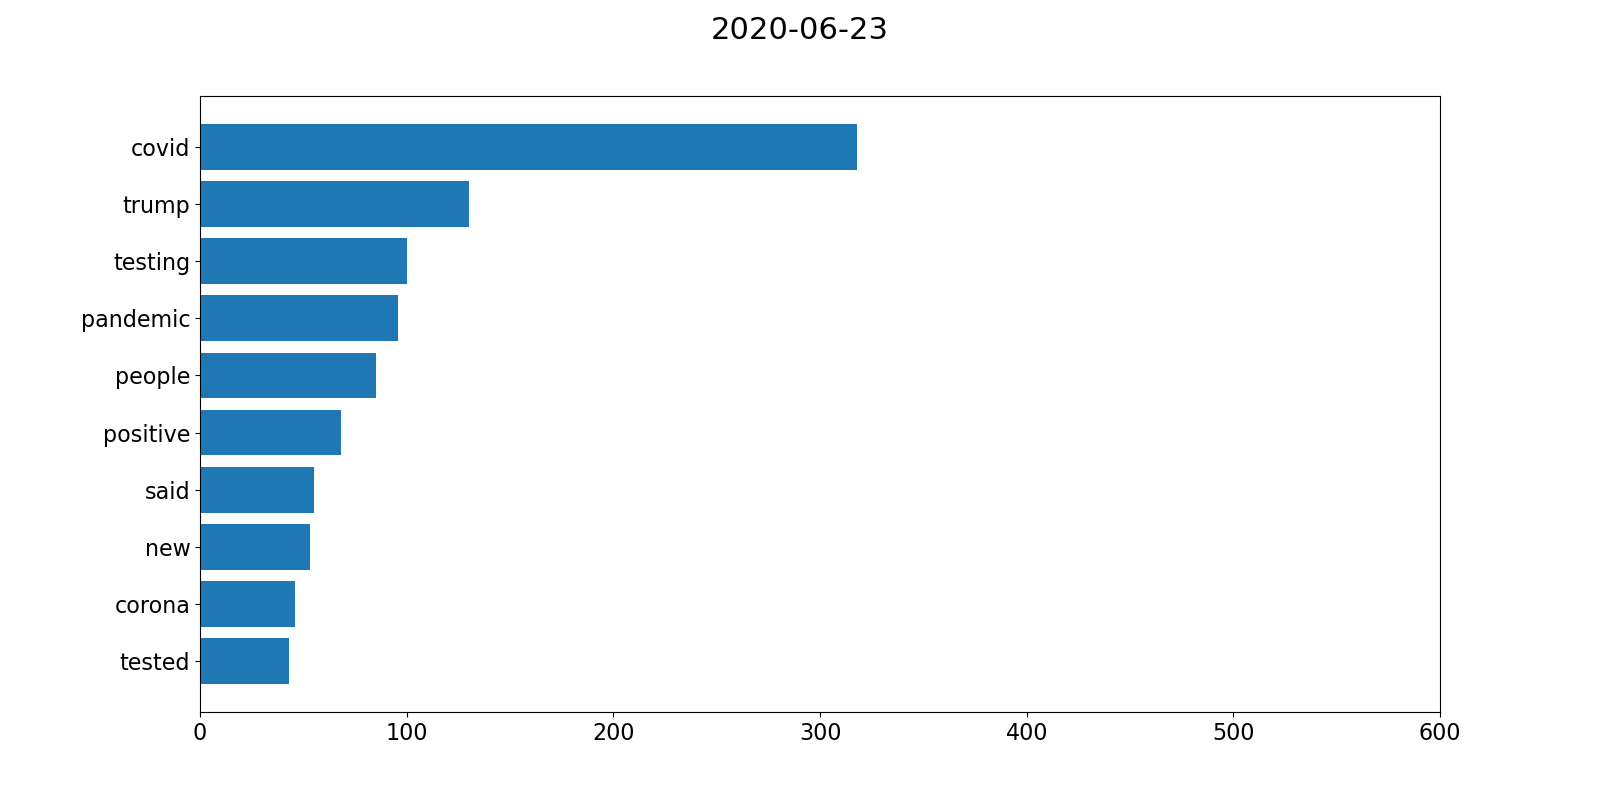 2020-06-23
covid
trump
testing
pandemic
people
positive
said
new
corona
tested
0 100 200 300 400 500 600